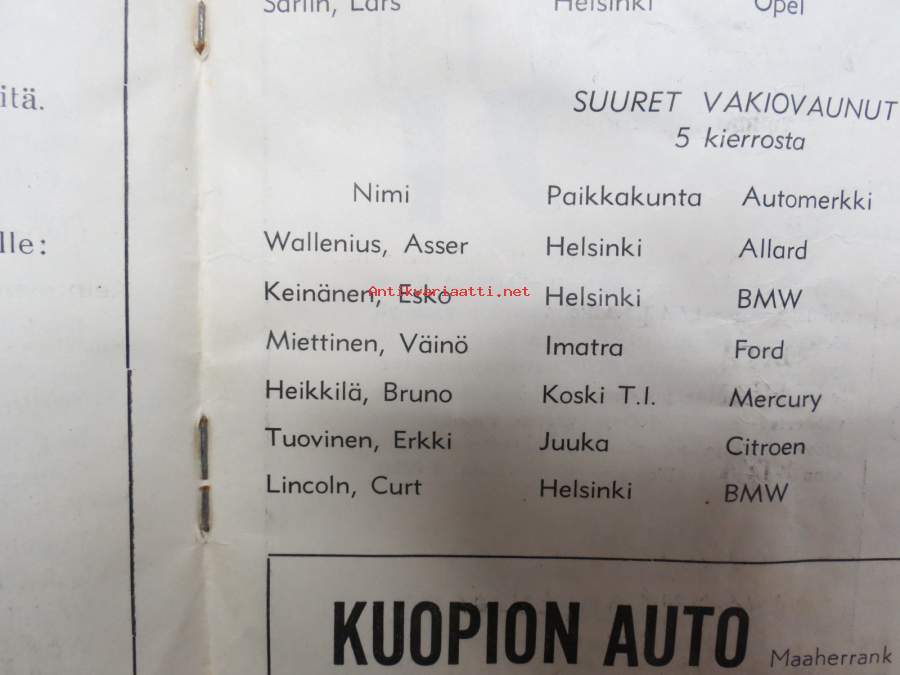 itä.
lle:
Sarlin, Lars Helsinki Opel
SUURET VAKIOVAUNUT
5 kierrosta
Nimi Paikkakunta Automerkki
Wallenius, Asser Helsinki Allard
Keinänen, Esko Helsinki BMW
Antikvariaatti.net
Miettinen, Väinö Imatra Ford
Heikkilä, Bruno Koski T.l. Mercury
Tuovinen, Erkki Juuka Citroen
Lincoln, Curt Helsinki BMW
KUOPION AUTO Maaherrank